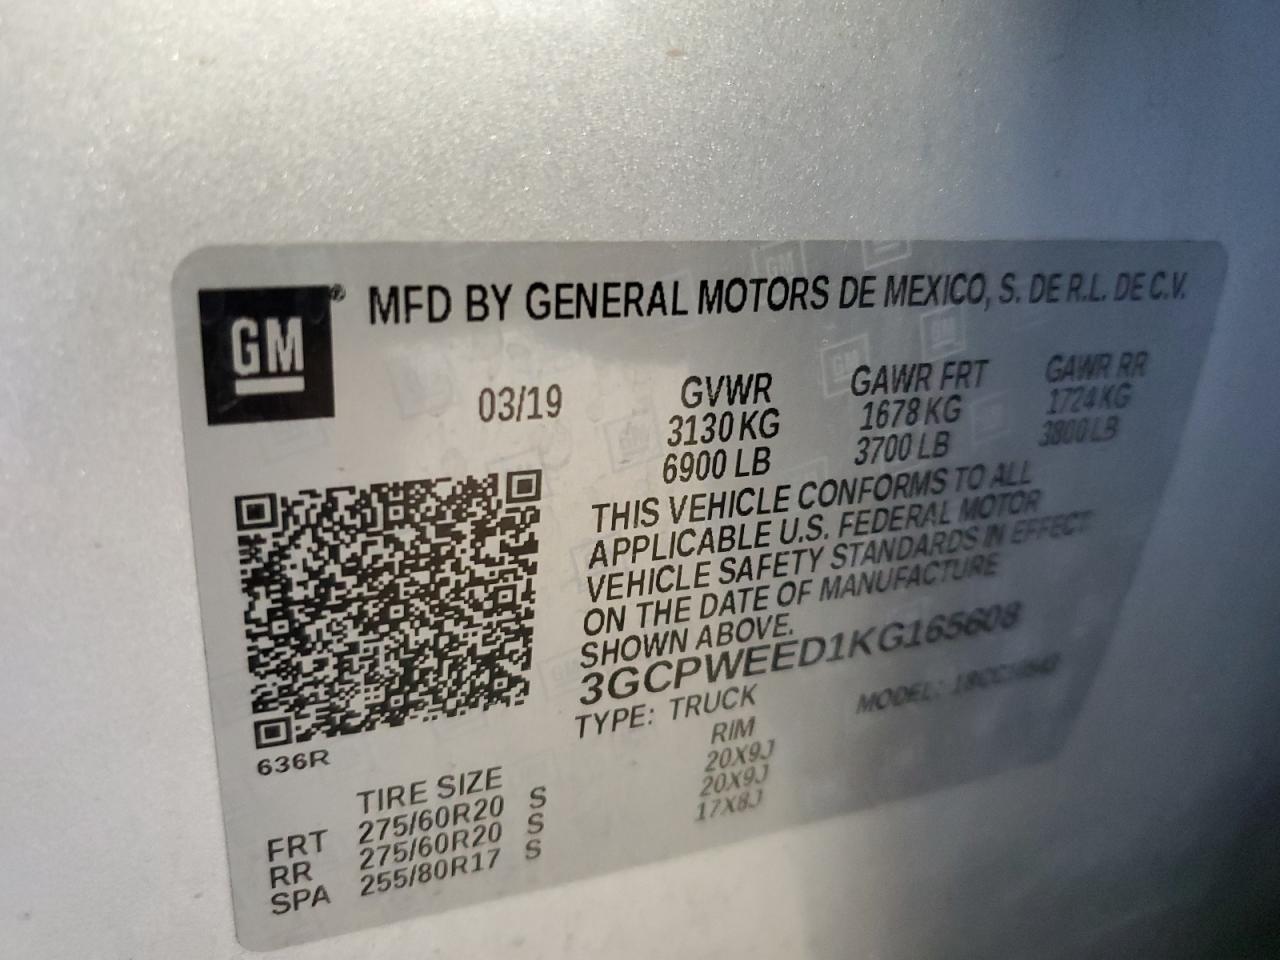 GM ® MFD BY GENERAL MOTORS DE MEXICO, S. DE R.L. DE C.V.
03/19 GVWR GAWR FRT GAWR RR
3130 KG 1678 KG 1724 KG
6900 LB 3700 LB 3800 LB
THIS VEHICLE CONFORMS TO ALL
APPLICABLE U.S. FEDERAL MOTOR
VEHICLE SAFETY STANDARDS IN EFFECT
ON THE DATE OF MANUFACTURE
SHOWN ABOVE.
3GCPWEED1KG165608
TYPE: TRUCK MODEL:
636R
TIRE SIZE RIM
FRT 275/60R20 S 20X9J
RR 275/60R20 S 20X9J
SPA 255/80R17 S 17X8J